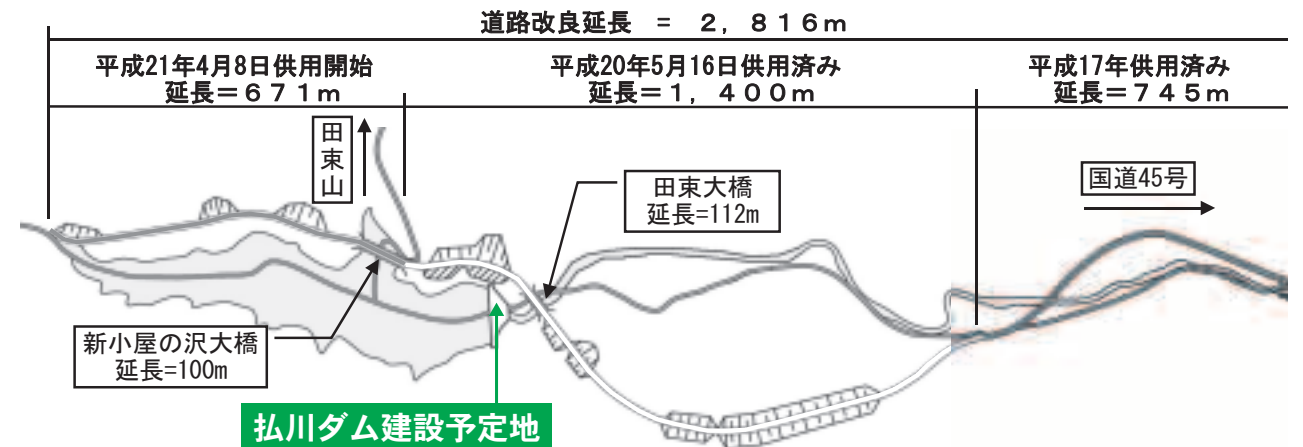 道路改良延長 = 2,816m
平成21年4月8日供用開始
延長=671m
平成20年5月16日供用済み
延長=1,400m
平成17年供用済み
延長=745m
田束山
国道45号
田束大橋
延長=112m
新小屋の沢大橋
延長=100m
払川ダム建設予定地